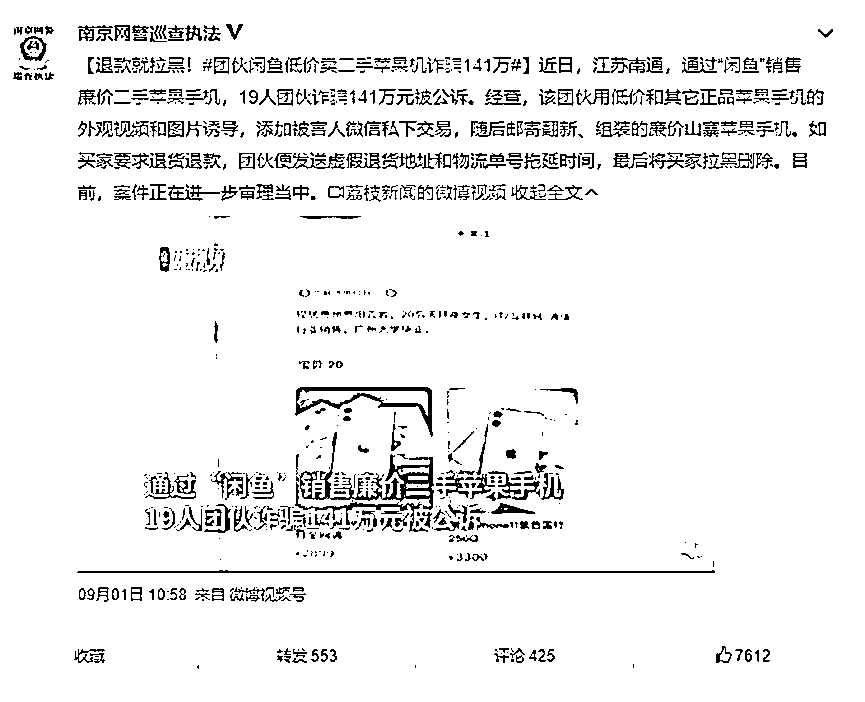 南京网警巡查执法
【退款就拉黑！#团伙闲鱼低价卖二手苹果机诈骗141万#】近日，江苏南通，通过“闲鱼”销售
廉价二手苹果手机，19人团伙诈骗141万元被公诉。经查，该团伙用低价和其它正品苹果手机的
外观视频和图片诱导，添加被害人微信私下交易，随后邮寄翻新、组装的廉价山寨苹果手机。如
买家要求退货退款，团伙便发送虚假退货地址和物流单号拖延时间，最后将买家拉黑删除。目
前，案件正在进一步审理当中。荔枝新闻的微博视频 收起全文
宝贝 20
通过“闲鱼”销售廉价二手苹果手机
19人团伙诈骗141万元被公诉
256G
¥3300
09月01日 10:58 来自 微博视频号
收藏
转发 553
评论 425
7612